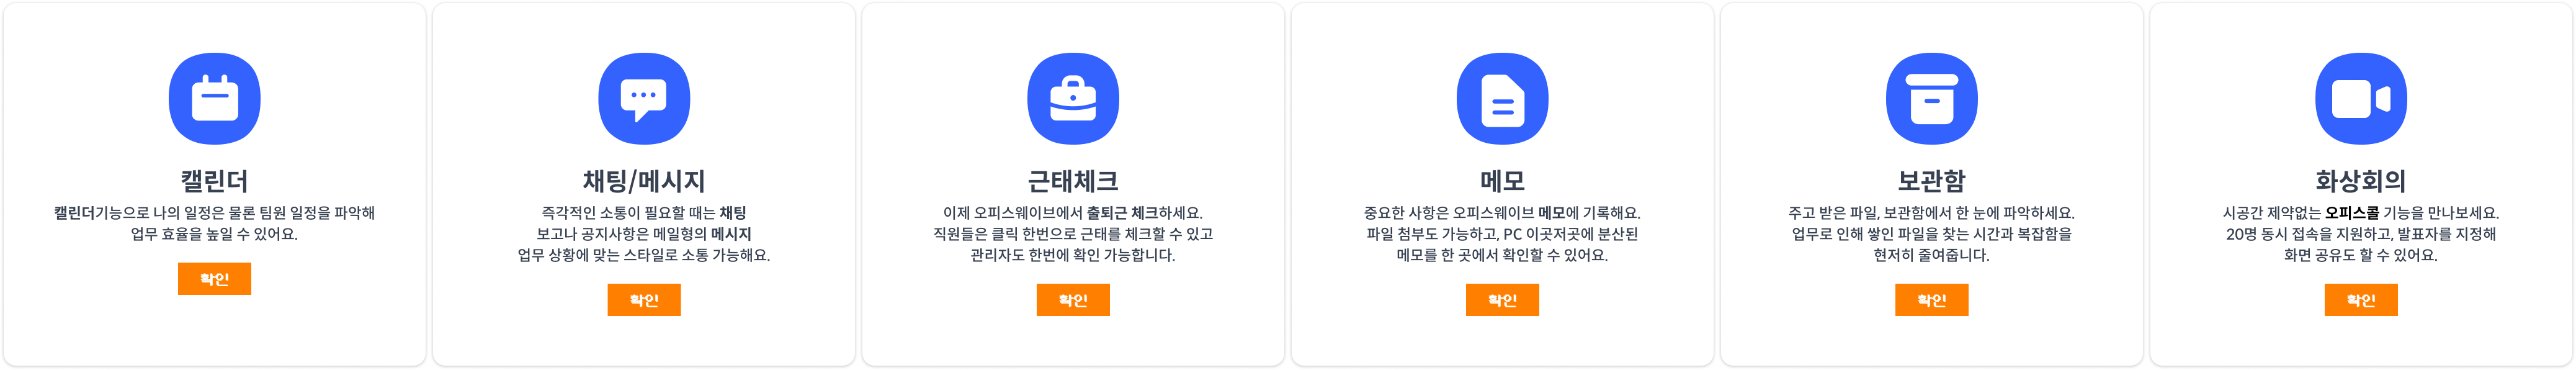 캘린더
캘린더기능으로 나의 일정은 물론 팀원 일정을 파악해
업무 효율을 높일 수 있어요.
확인
채팅/메시지
즉각적인 소통이 필요할 때는 채팅
보고나 공지사항은 메일형의 메시지
업무 상황에 맞는 스타일로 소통 가능해요.
확인
근태체크
이제 오피스웨이브에서 출퇴근 체크하세요.
직원들은 클릭 한번으로 근태를 체크할 수 있고
관리자도 한번에 확인 가능합니다.
확인
메모
중요한 사항은 오피스웨이브 메모에 기록해요.
파일 첨부도 가능하고, PC 이곳저곳에 분산된
메모를 한 곳에서 확인할 수 있어요.
확인
보관함
주고 받은 파일, 보관함에서 한 눈에 파악하세요.
업무로 인해 쌓인 파일을 찾는 시간과 복잡함을
현저히 줄여줍니다.
확인
화상회의
시공간 제약없는 오피스콜 기능을 만나보세요.
20명 동시 접속을 지원하고, 발표자를 지정해
화면 공유도 할 수 있어요.
확인